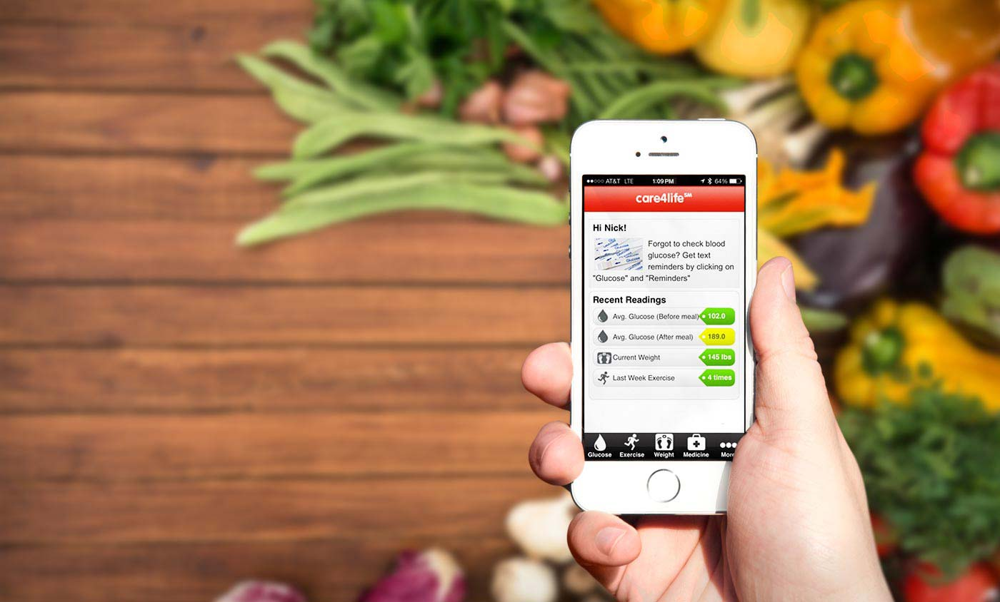 AT&T LTE 1:09 PM 64%
care4life℠
Hi Nick!
Forgot to check blood
glucose? Get text
reminders by clicking on
"Glucose" and "Reminders"
Recent Readings
Avg. Glucose (Before meal) 102.0
Avg. Glucose (After meal) 189.0
Current Weight 145 lbs
Last Week Exercise 4 times
Glucose Exercise Weight Medicine More